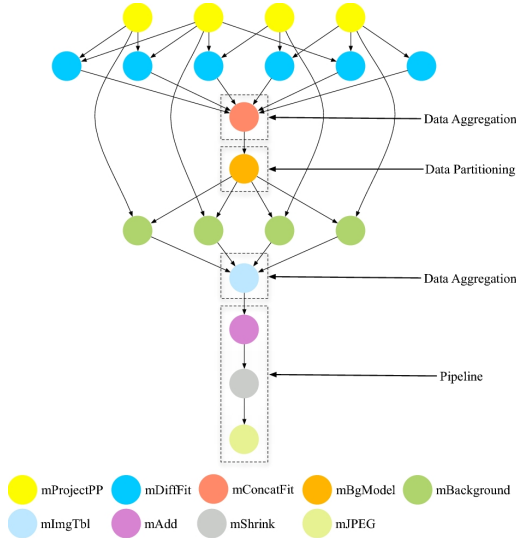 Data Aggregation
Data Partitioning
Data Aggregation
Pipeline
mProjectPP mDiffFit mConcatFit mBgModel mBackground
mImgTbl mAdd mShrink mJPEG